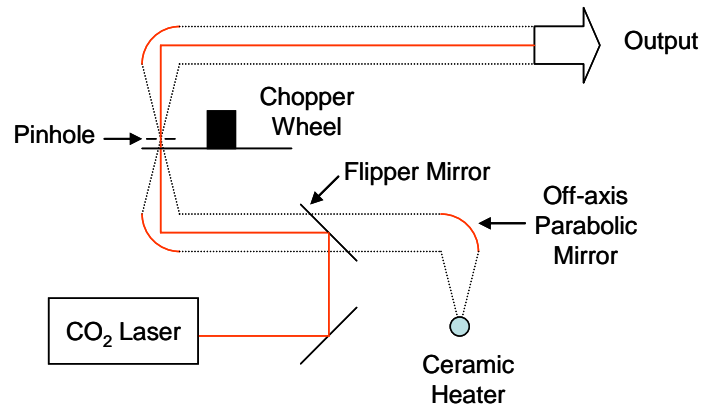 Output
Chopper
Wheel
Pinhole
Flipper Mirror
Off-axis
Parabolic
Mirror
CO₂ Laser
Ceramic
Heater